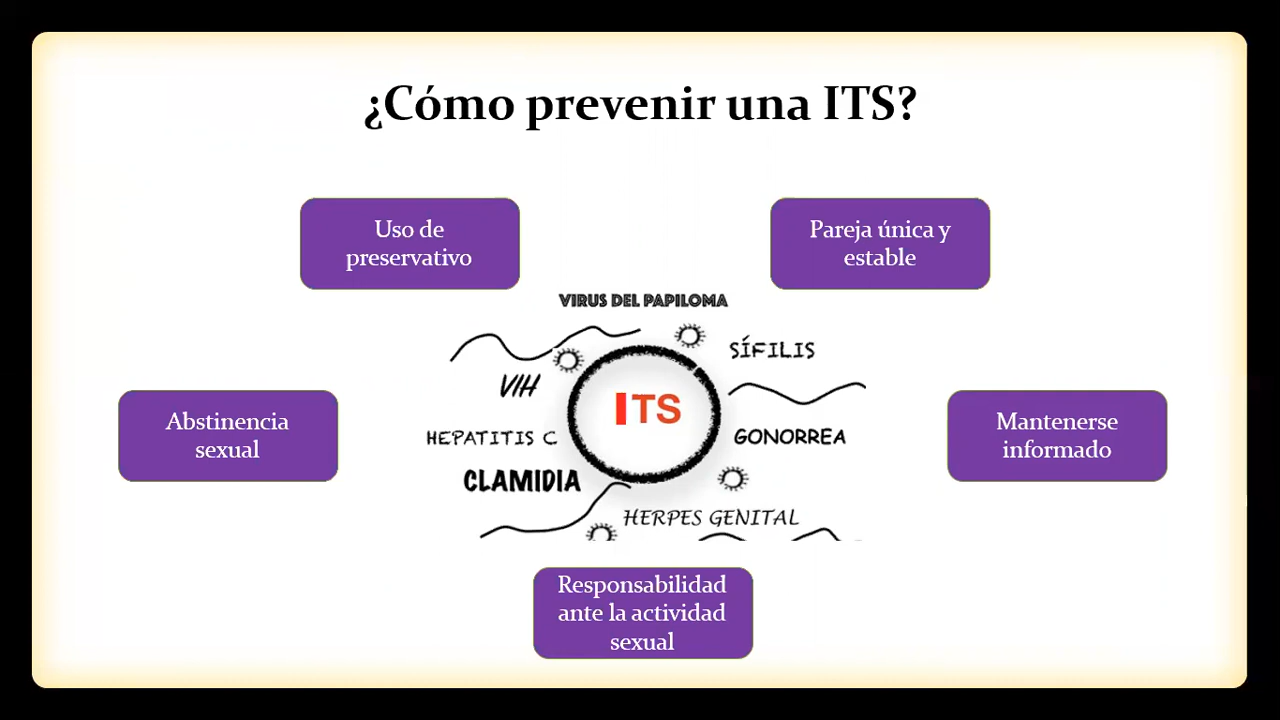 ¿Cómo prevenir una ITS?
Uso de
preservativo
Pareja única y
estable
VIRUS DEL PAPILOMA
SÍFILIS
VIH
ITS
Abstinencia
sexual
HEPATITIS C
GONORREA
Mantenerse
informado
CLAMIDIA
HERPES GENITAL
Responsabilidad
ante la actividad
sexual